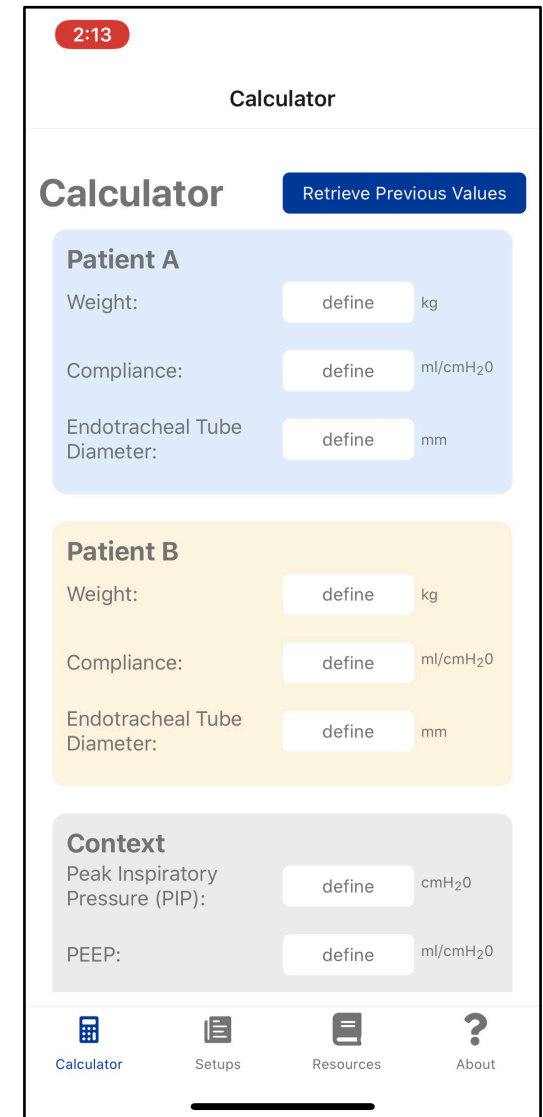 2:13
Calculator
Calculator
Retrieve Previous Values
Patient A
Weight: define kg
Compliance: define ml/cmH₂0
Endotracheal Tube
Diameter: define mm
Patient B
Weight: define kg
Compliance: define ml/cmH₂0
Endotracheal Tube
Diameter: define mm
Context
Peak Inspiratory
Pressure (PIP): define cmH₂0
PEEP: define ml/cmH₂0
Calculator Setups Resources About